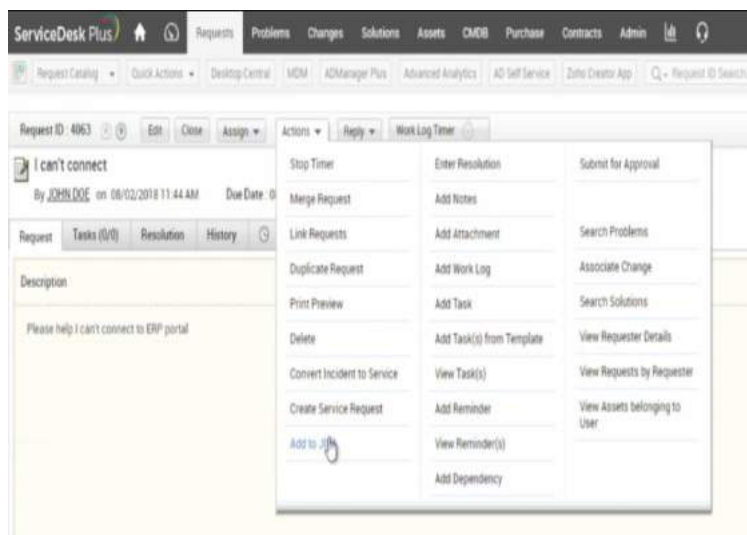 ServiceDesk Plus Requests Problems Changes Solutions Assets CMDB Purchase Contracts Admin
Request Catalog Quick Actions Desktop Central MDM ADManager Plus Advanced Analytics AD Self Service Zoho Creator App Request ID Search
Request ID : 4063 Edit Close Assign Actions Reply Work Log Timer
I can't connect
By JOHN DOE on 08/02/2018 11:44 AM Due Date : 0
Request Tasks (0/0) Resolution History
Description
Please help I can't connect to ERP portal
Stop Timer
Merge Request
Link Requests
Duplicate Request
Print Preview
Delete
Convert Incident to Service
Create Service Request
Add to
Enter Resolution
Add Notes
Add Attachment
Add Work Log
Add Task
Add Task(s) from Template
View Task(s)
Add Reminder
View Reminder(s)
Add Dependency
Submit for Approval
Search Problems
Associate Change
Search Solutions
View Requester Details
View Requests by Requester
View Assets belonging to
User